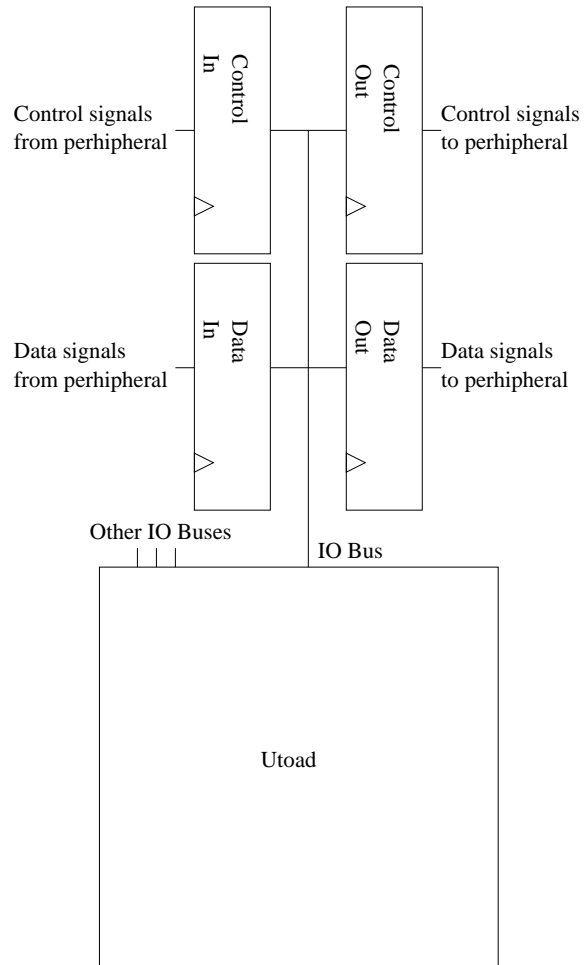 Control
In
Control
Out
Control signals
from perhipheral
Control signals
to perhipheral
Data
In
Data
Out
Data signals
from perhipheral
Data signals
to perhipheral
Other IO Buses
IO Bus
Utoad